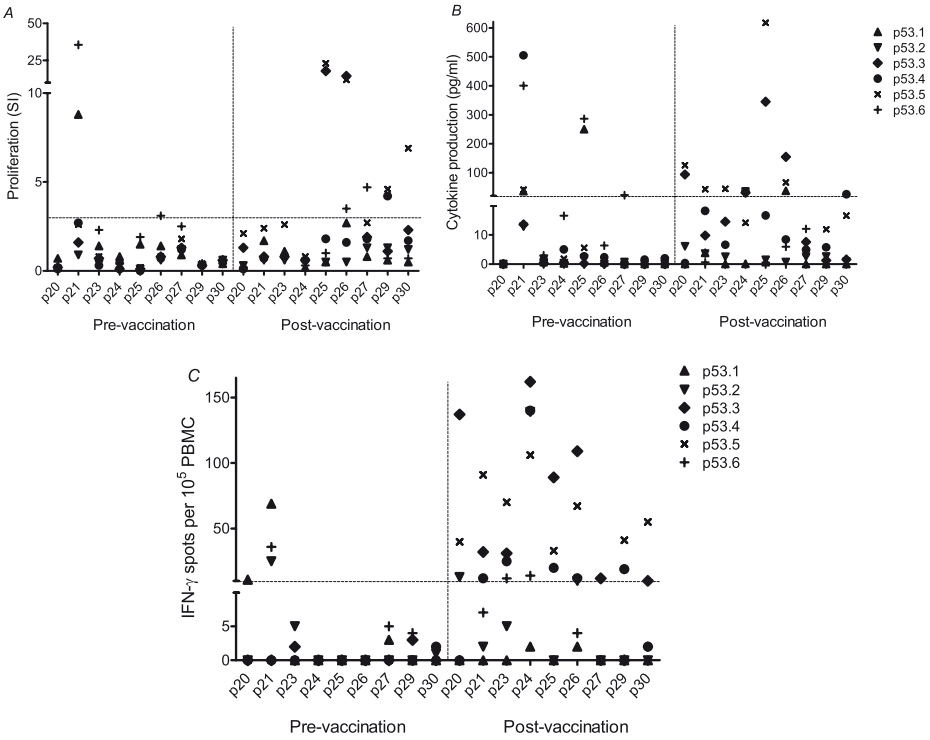 A
Proliferation (SI)
50
25
10
5
0
p20 p21 p23 p24 p25 p26 p27 p29 p30 p20 p21 p23 p24 p25 p26 p27 p29 p30
Pre-vaccination Post-vaccination
B
Cytokine production (pg/ml)
600
500
400
300
200
100
20
10
0
p20 p21 p23 p24 p25 p26 p27 p29 p30 p20 p21 p23 p24 p25 p26 p27 p29 p30
Pre-vaccination Post-vaccination
p53.1
p53.2
p53.3
p53.4
p53.5
p53.6
C
IFN-γ spots per 10⁵ PBMC
150
100
50
5
0
p20 p21 p23 p24 p25 p26 p27 p29 p30 p20 p21 p23 p24 p25 p26 p27 p29 p30
Pre-vaccination Post-vaccination
p53.1
p53.2
p53.3
p53.4
p53.5
p53.6